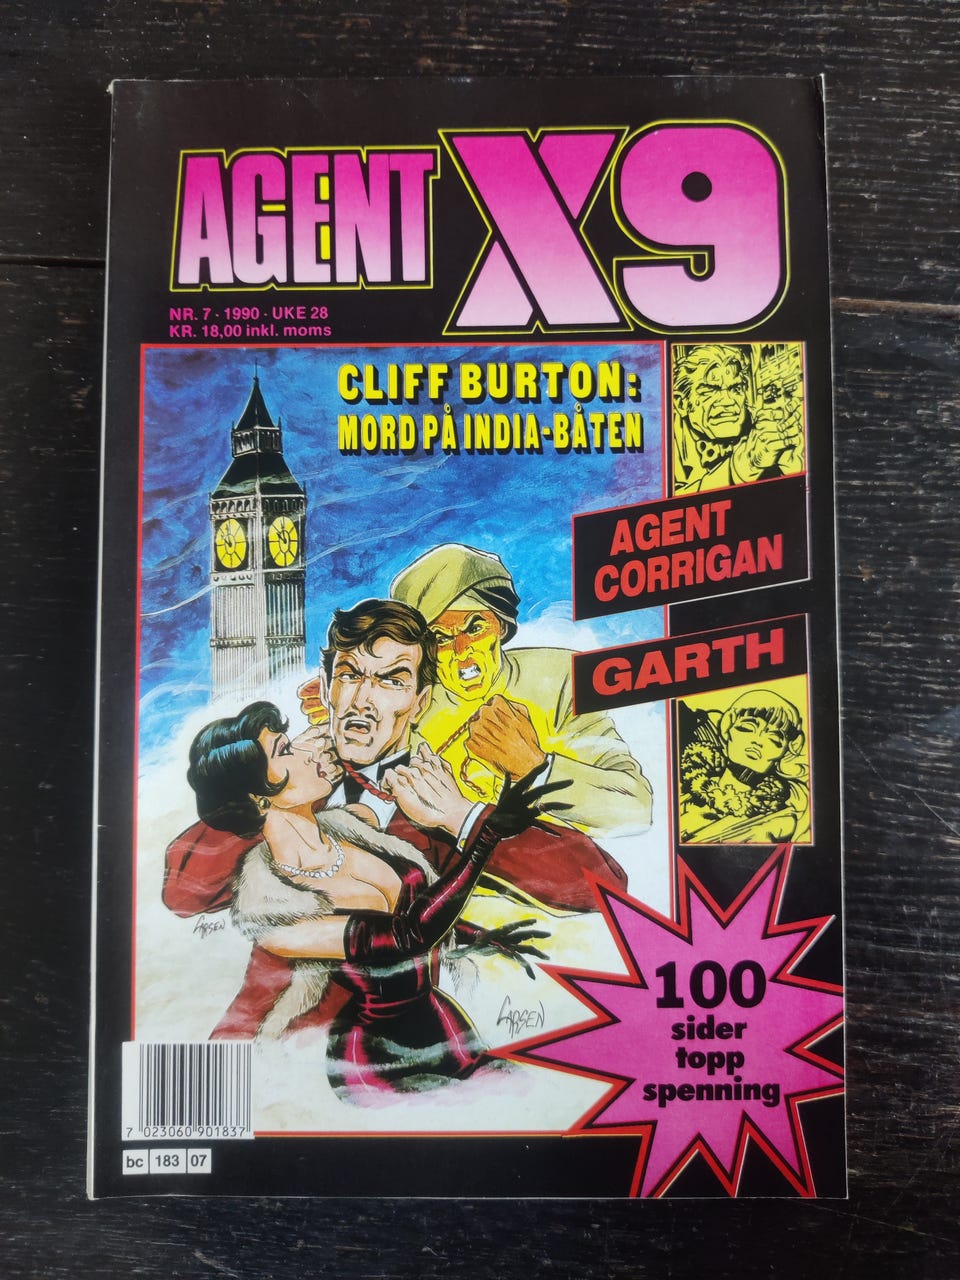 AGENT X9
NR. 7 · 1990 · UKE 28
KR. 18,00 inkl. moms
CLIFF BURTON:
MORD PÅ INDIA-BÅTEN
AGENT
CORRIGAN
GARTH
LARSEN
LARSEN
100
sider
topp
spenning
7 023060 901837
bc 183 07